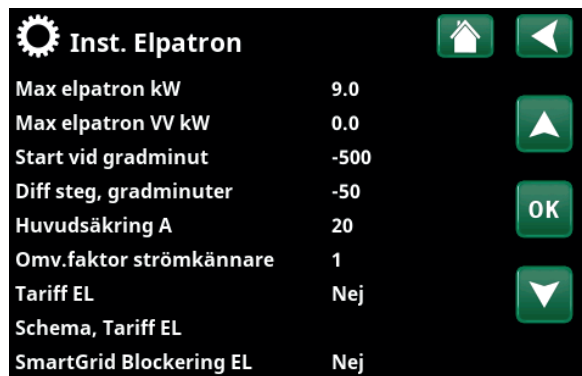 Inst. Elpatron
Max elpatron kW 9.0
Max elpatron VV kW 0.0
Start vid gradminut -500
Diff steg, gradminuter -50
Huvudsäkring A 20
Omv.faktor strömkännare 1
Tariff EL Nej
Schema, Tariff EL
SmartGrid Blockering EL Nej
OK